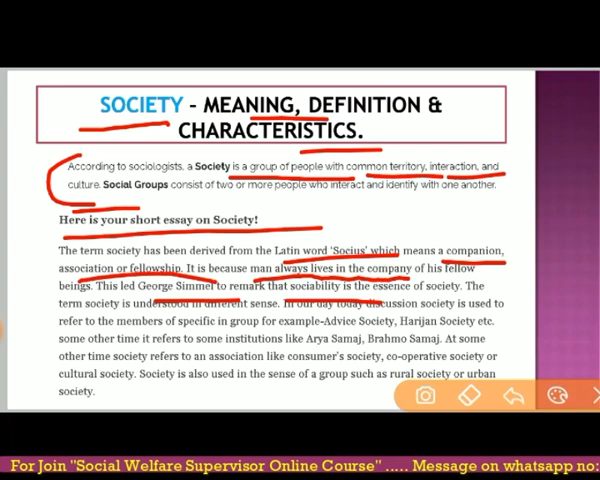 SOCIETY - MEANING, DEFINITION &
CHARACTERISTICS.
According to sociologists, a Society is a group of people with common territory, interaction, and
culture. Social Groups consist of two or more people who interact and identify with one another.
Here is your short essay on Society!
The term society has been derived from the Latin word 'Socius' which means a companion,
association or fellowship. It is because man always lives in the company of his fellow
beings. This led George Simmel to remark that sociability is the essence of society. The
term society is understood in different sense. In our day today discussion society is used to
refer to the members of specific in group for example-Advice Society, Harijan Society etc.
some other time it refers to some institutions like Arya Samaj, Brahmo Samaj. At some
other time society refers to an association like consumer's society, co-operative society or
cultural society. Society is also used in the sense of a group such as rural society or urban
society.
For Join "Social Welfare Supervisor Online Course" ..... Message on whatsapp no: